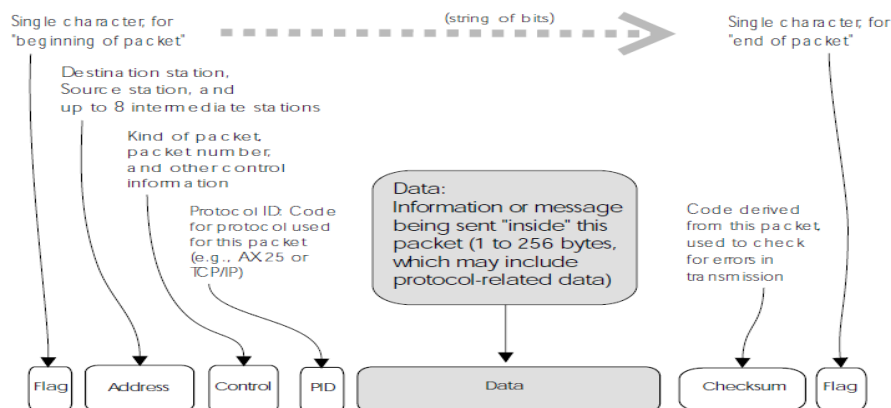 Single character, for
"beginning of packet"
(string of bits)
Single character, for
"end of packet"
Destination station,
Source station, and
up to 8 intermediate stations
Kind of packet,
packet number,
and other control
information
Protocol ID: Code
for protocol used
for this packet
(e.g., AX.25 or
TCP/IP)
Data:
Information or message
being sent "inside" this
packet (1 to 256 bytes,
which may include
protocol-related data)
Code derived
from this packet,
used to check
for errors in
transmission
Flag
Address
Control
PID
Data
Checksum
Flag